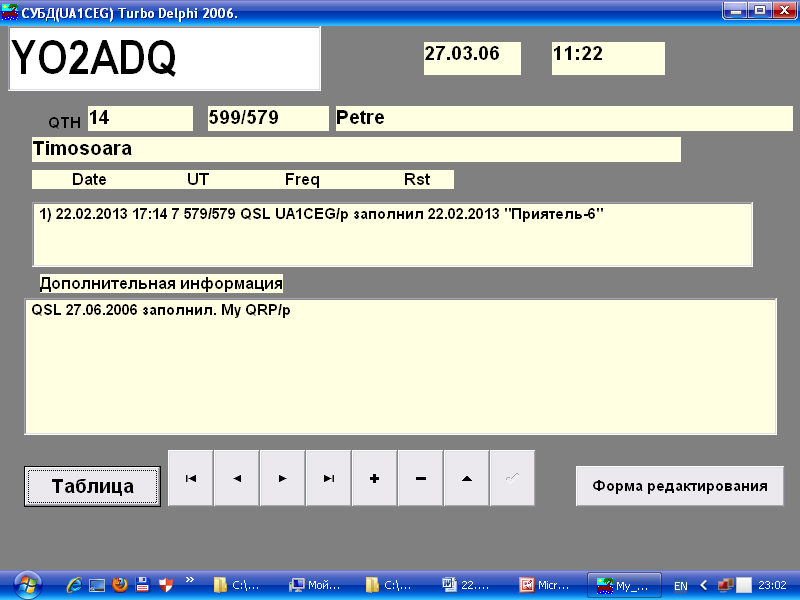 СУБД(UA1CEG) Turbo Delphi 2006.
YO2ADQ
27.03.06 11:22
QTH 14 599/579 Petre
Timosoara
Date UT Freq Rst
1) 22.02.2013 17:14 7 579/579 QSL UA1CEG/p заполнил 22.02.2013 "Приятель-6"
Дополнительная информация
QSL 27.06.2006 заполнил. My QRP/p
Таблица
Форма редактирования
C:\... Мой... C:\... 22.... Micr... My_... EN 23:02